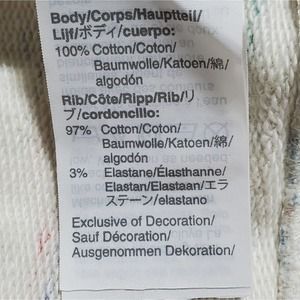 Body/Corps/Hauptteil/
Lijf/ボディ/cuerpo:
100% Cotton/Coton/
Baumwolle/Katoen/綿/
algodón
Rib/Côte/Ripp/Rib/リ
ブ/cordoncillo:
97% Cotton/Coton/
Baumwolle/Katoen/綿/
algodón
3% Elastane/Élasthanne/
Elastan/Elastaan/エラ
ステーン/elastano
Exclusive of Decoration/
Sauf Décoration/
Ausgenommen Dekoration/